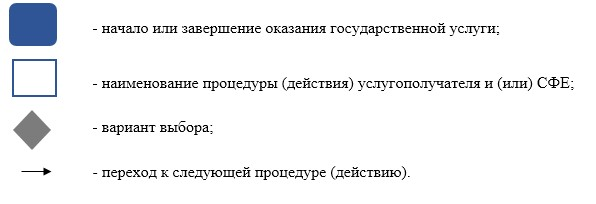 - начало или завершение оказания государственной услуги;
- наименование процедуры (действия) услугополучателя и (или) СФЕ;
- вариант выбора;
- переход к следующей процедуре (действию).